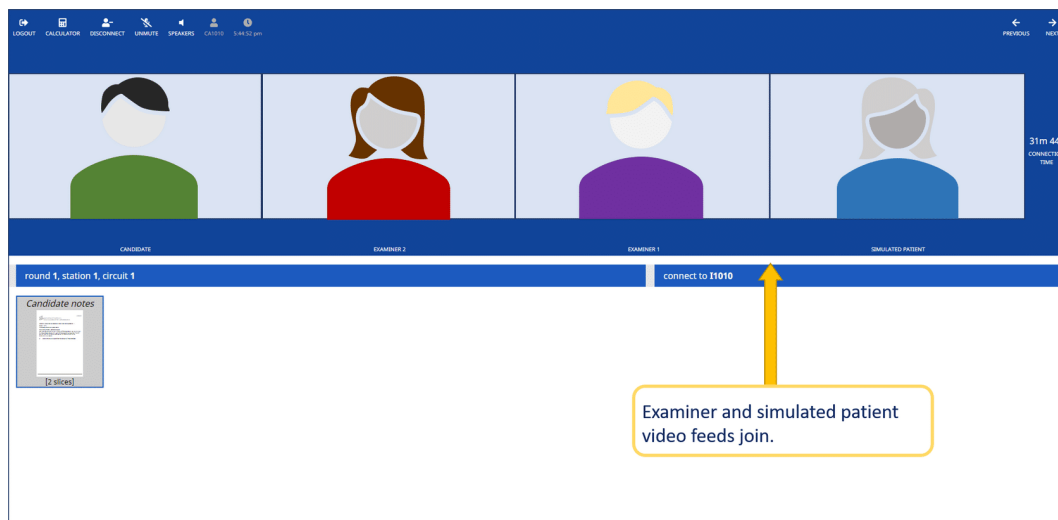 LOGOUT CALCULATOR DISCONNECT UNMUTE SPEAKERS CA1010 5:44:52 pm PREVIOUS NEXT
31m 44
CONNECTIO
TIME
CANDIDATE EXAMINER 2 EXAMINER 1 SIMULATED PATIENT
round 1, station 1, circuit 1 connect to I1010
Candidate notes
[2 slices]
Examiner and simulated patient
video feeds join.